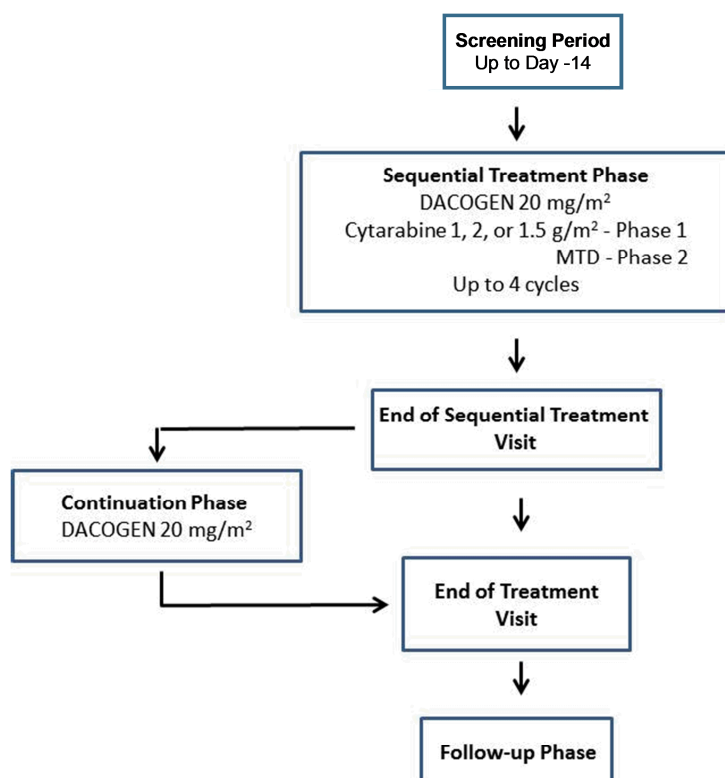 Screening Period
Up to Day -14
Sequential Treatment Phase
DACOGEN 20 mg/m²
Cytarabine 1, 2, or 1.5 g/m² - Phase 1
MTD - Phase 2
Up to 4 cycles
End of Sequential Treatment
Visit
Continuation Phase
DACOGEN 20 mg/m²
End of Treatment
Visit
Follow-up Phase